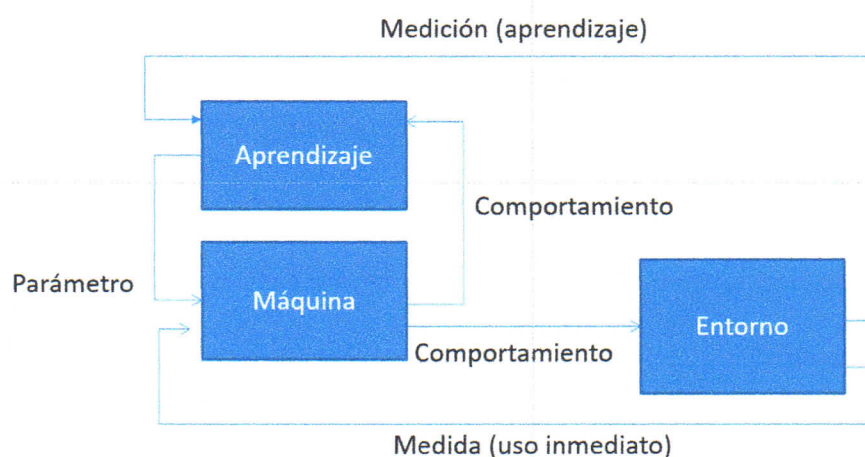 Medición (aprendizaje)
Aprendizaje
Comportamiento
Parámetro
Máquina
Entorno
Comportamiento
Medida (uso inmediato)